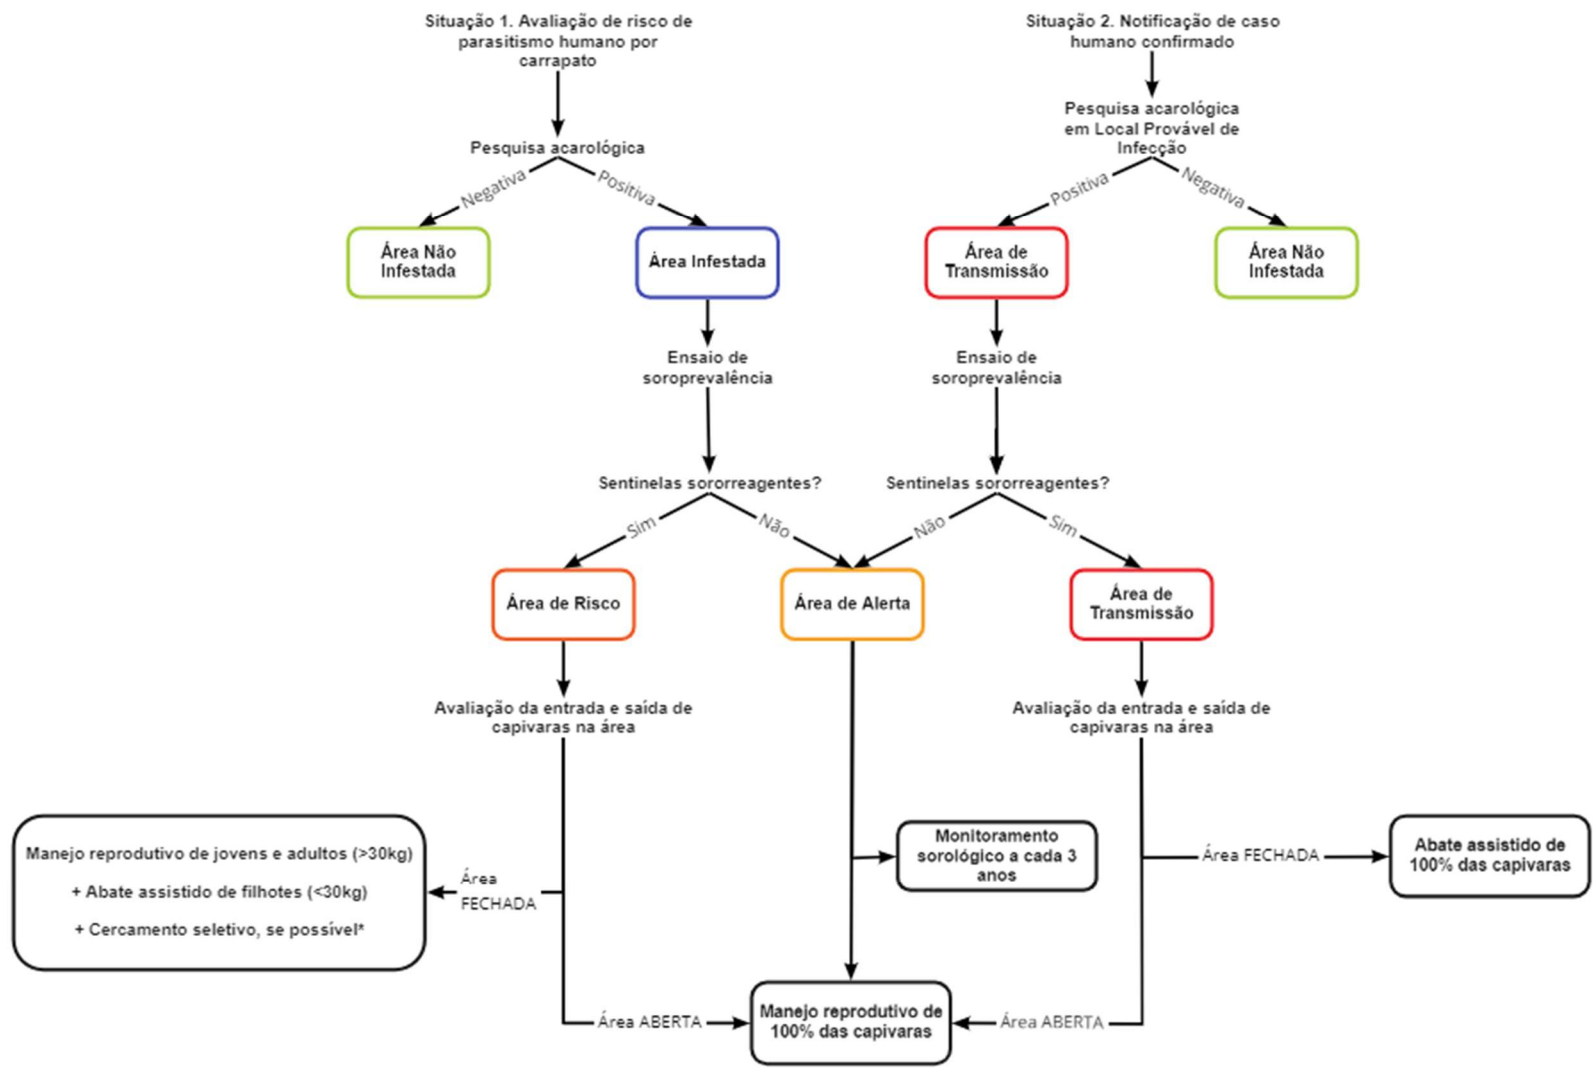 Situação 1. Avaliação de risco de
parasitismo humano por
carrapato
Situação 2. Notificação de caso
humano confirmado
Pesquisa acarológica
em Local Provável de
Infecção
Pesquisa acarológica
Negativa
Positiva
Positiva
Negativa
Área Não
Infestada
Área Infestada
Área de
Transmissão
Área Não
Infestada
Ensaio de
soroprevalência
Ensaio de
soroprevalência
Sentinelas sororreagentes?
Sentinelas sororreagentes?
Sim
Não
Não
Sim
Área de Risco
Área de Alerta
Área de
Transmissão
Avaliação da entrada e saída de
capivaras na área
Avaliação da entrada e saída de
capivaras na área
Manejo reprodutivo de jovens e adultos (>30kg)
+ Abate assistido de filhotes (<30kg)
+ Cercamento seletivo, se possível*
Área
FECHADA
Monitoramento
sorológico a cada 3
anos
Área FECHADA
Abate assistido de
100% das capivaras
Área ABERTA
Manejo reprodutivo de
100% das capivaras
Área ABERTA